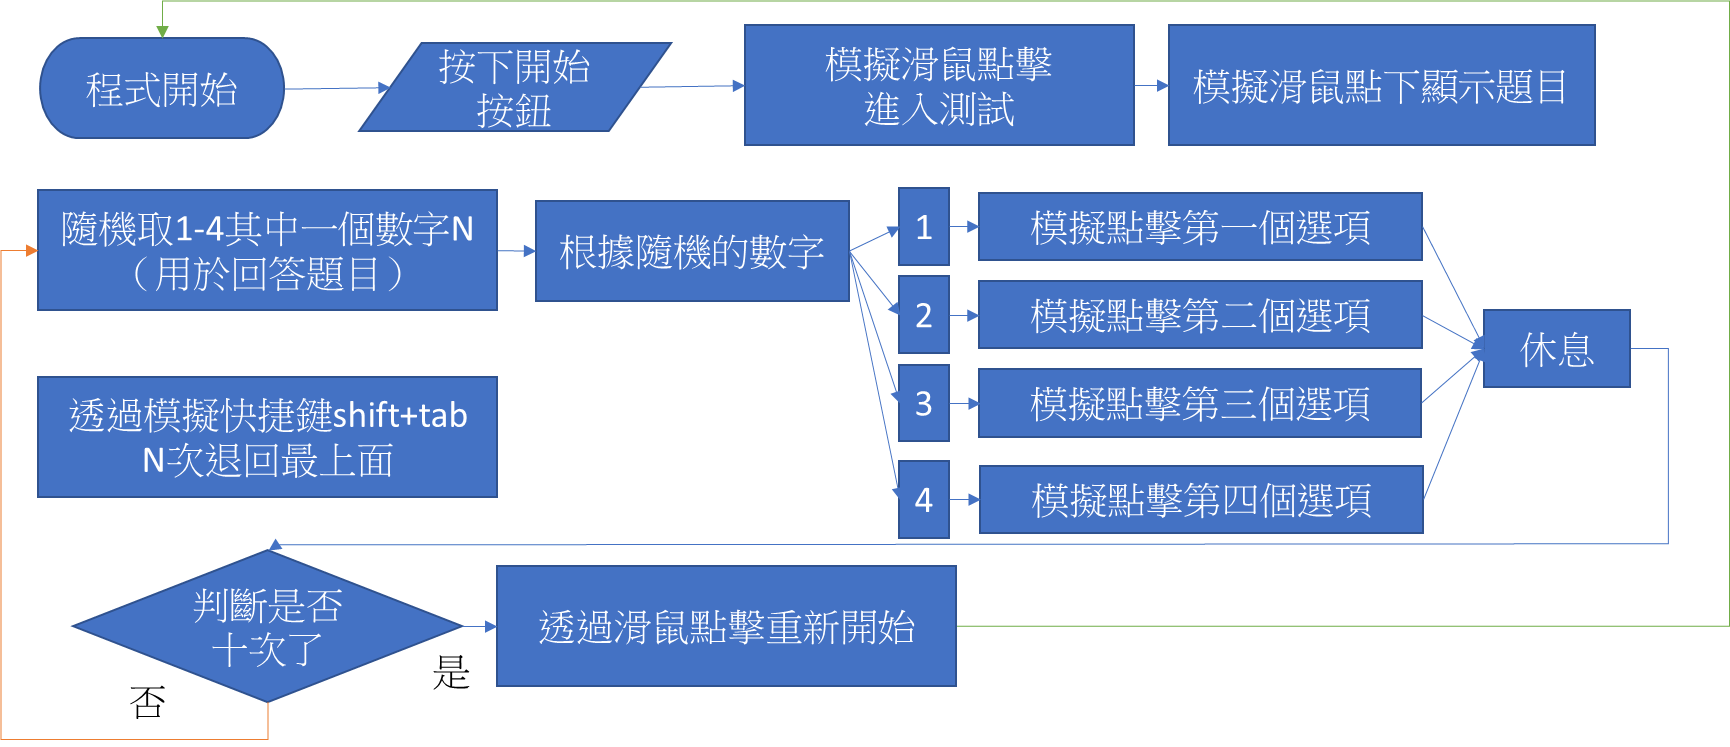 程式開始
按下開始
按鈕
模擬滑鼠點擊
進入測試
模擬滑鼠點下顯示題目
隨機取1-4其中一個數字N
（用於回答題目）
根據隨機的數字
1
模擬點擊第一個選項
2
模擬點擊第二個選項
3
模擬點擊第三個選項
4
模擬點擊第四個選項
休息
透過模擬快捷鍵shift+tab
N次退回最上面
判斷是否
十次了
是
否
透過滑鼠點擊重新開始